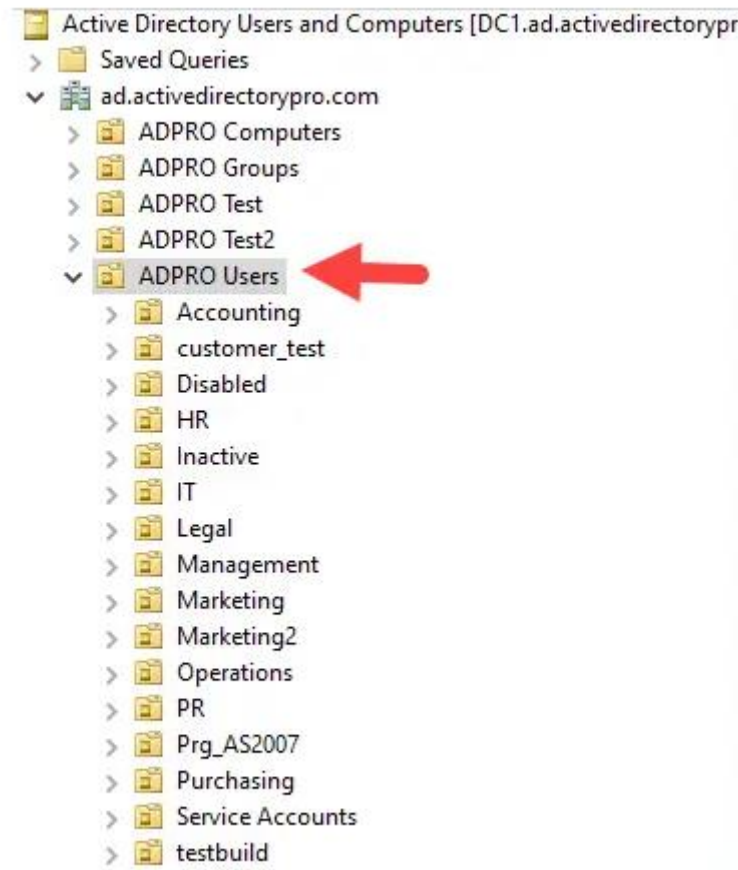 Active Directory Users and Computers [DC1.ad.activedirectorypr
Saved Queries
ad.activedirectorypro.com
ADPRO Computers
ADPRO Groups
ADPRO Test
ADPRO Test2
ADPRO Users
Accounting
customer_test
Disabled
HR
Inactive
IT
Legal
Management
Marketing
Marketing2
Operations
PR
Prg_AS2007
Purchasing
Service Accounts
testbuild